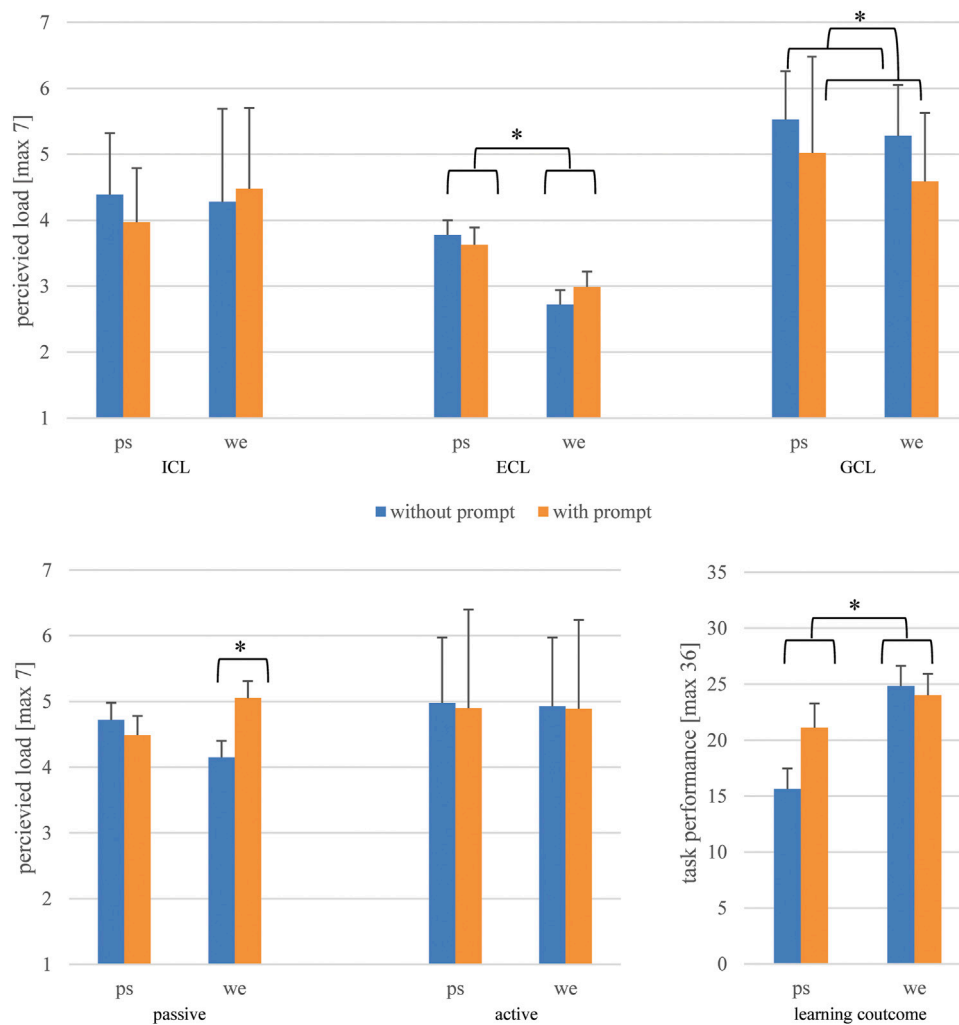 7
6
5
4
3
2
1
percievied load [max 7]
*
*
ps we ps we ps we
ICL ECL GCL
without prompt with prompt
7
6
5
4
3
2
1
percievied load [max 7]
*
ps we ps we
passive active
35
30
25
20
15
10
5
0
task performance [max 36]
*
ps we
learning coutcome